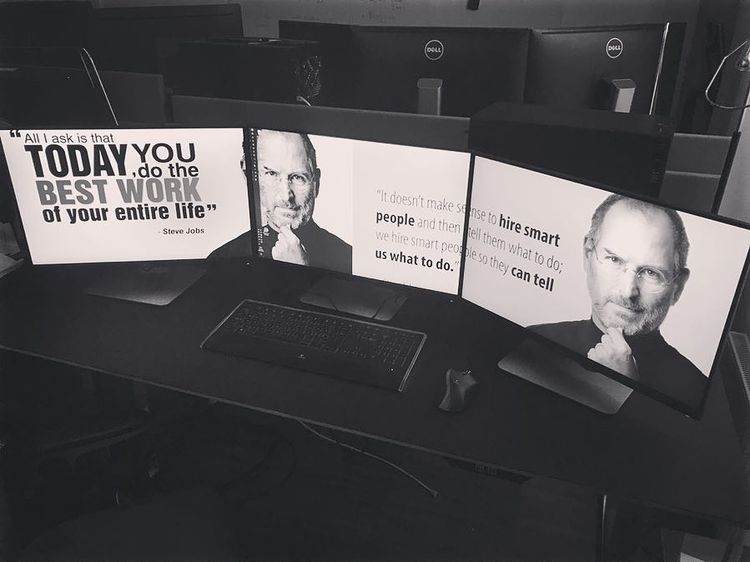 DELL
DELL
“All I ask is that
TODAY YOU
, do the
BEST WORK
of your entire life”
- Steve Jobs
“It doesn’t make sense to hire smart
people and then tell them what to do;
we hire smart people so they can tell
us what to do.”